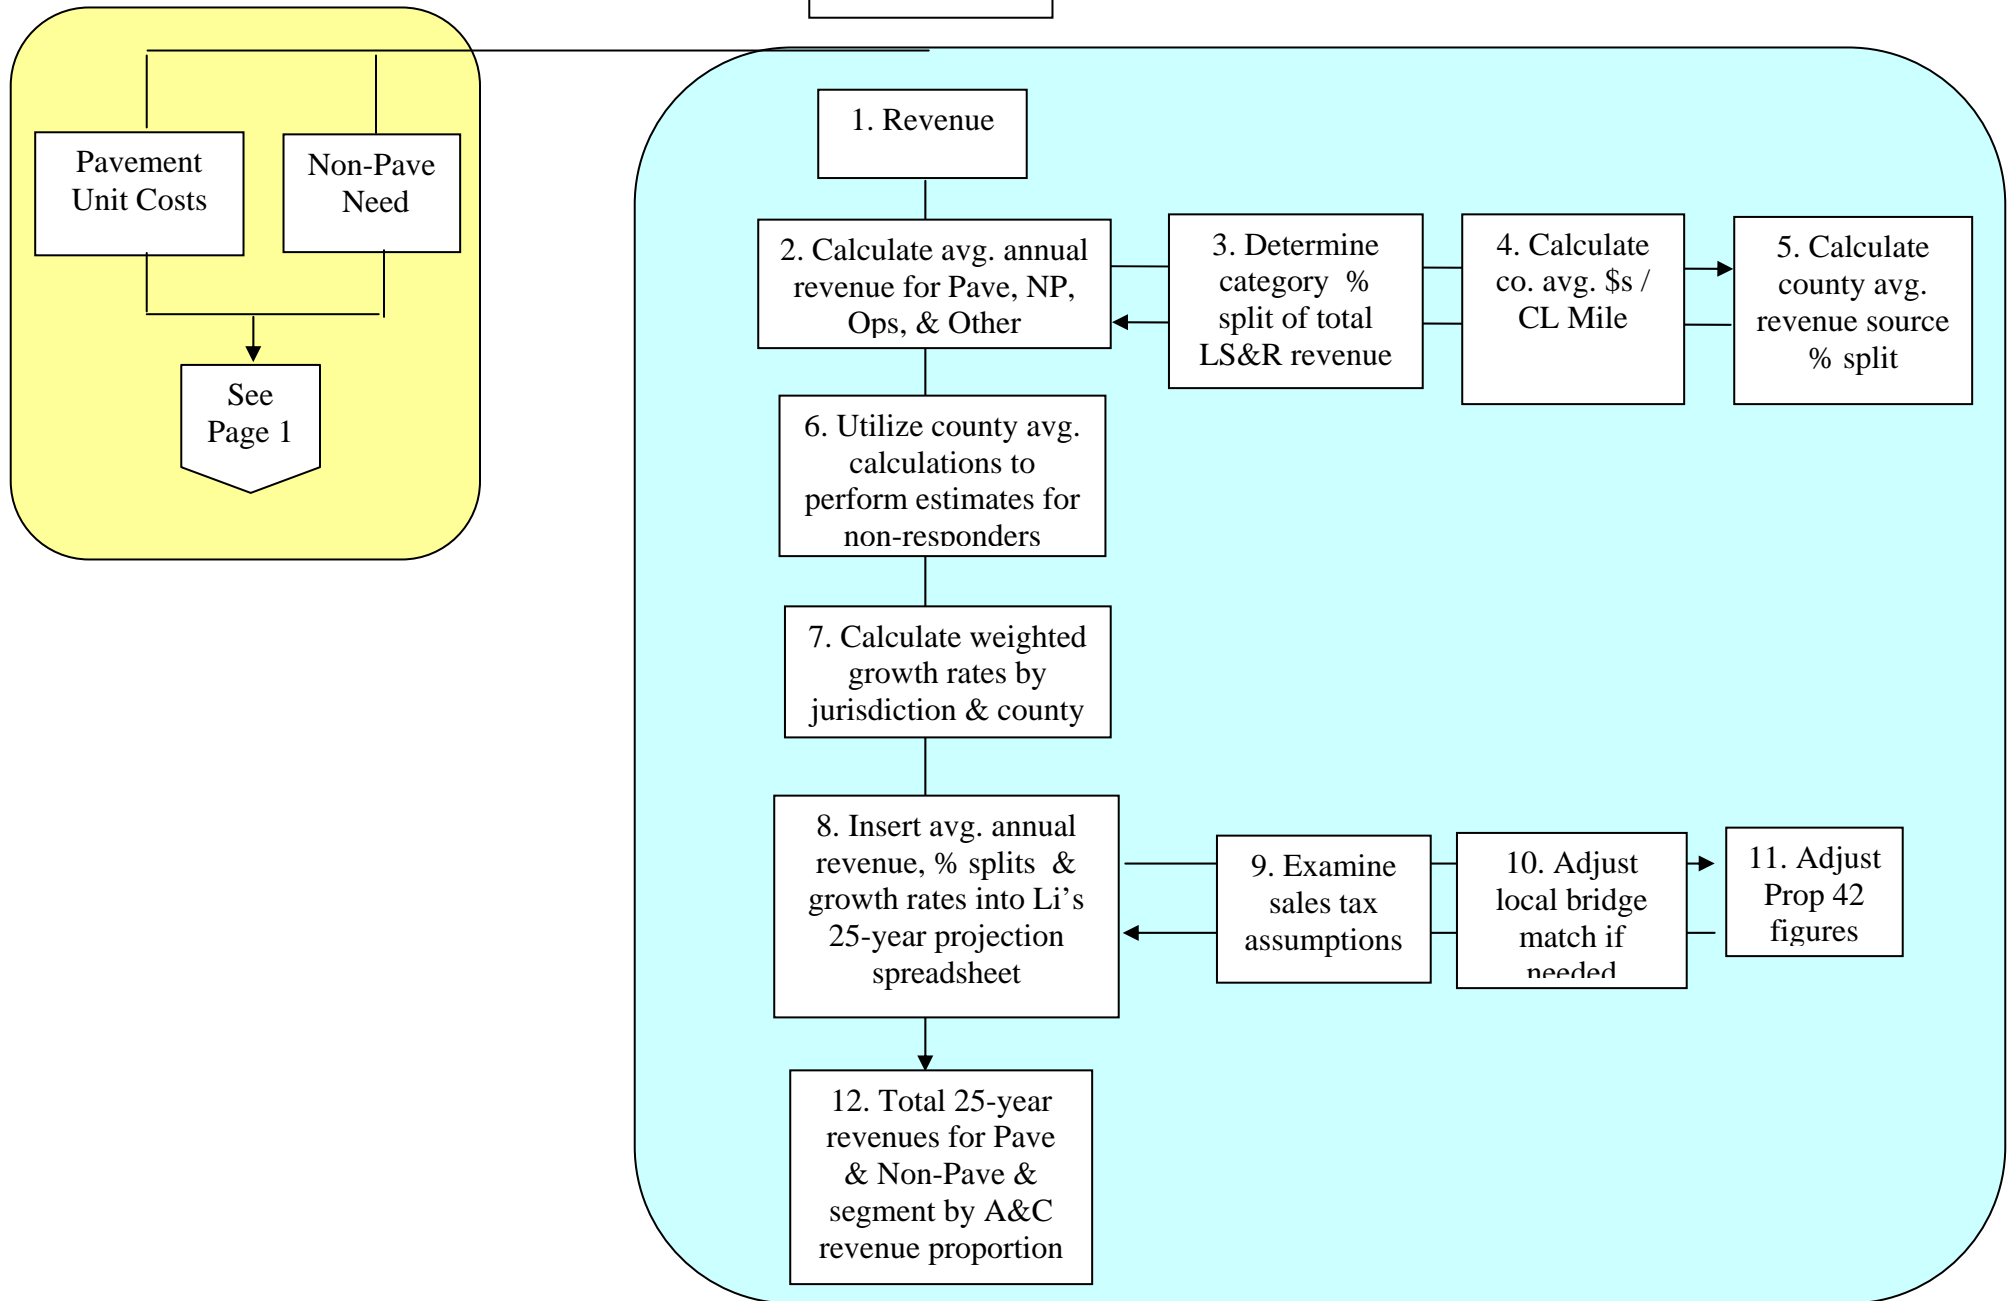 Pavement
Unit Costs
Non-Pave
Need
See
Page 1
1. Revenue
2. Calculate avg. annual
revenue for Pave, NP,
Ops, & Other
3. Determine
category % 
split of total
LS&R revenue
4. Calculate
co. avg. $s /
CL Mile
5. Calculate
county avg.
revenue source
% split
6. Utilize county avg.
calculations to
perform estimates for
non-responders
7. Calculate weighted
growth rates by
jurisdiction & county
8. Insert avg. annual
revenue, % splits &
growth rates into Li’s
25-year projection
spreadsheet
9. Examine
sales tax
assumptions
10. Adjust
local bridge
match if
needed
11. Adjust
Prop 42
figures
12. Total 25-year
revenues for Pave
& Non-Pave &
segment by A&C
revenue proportion